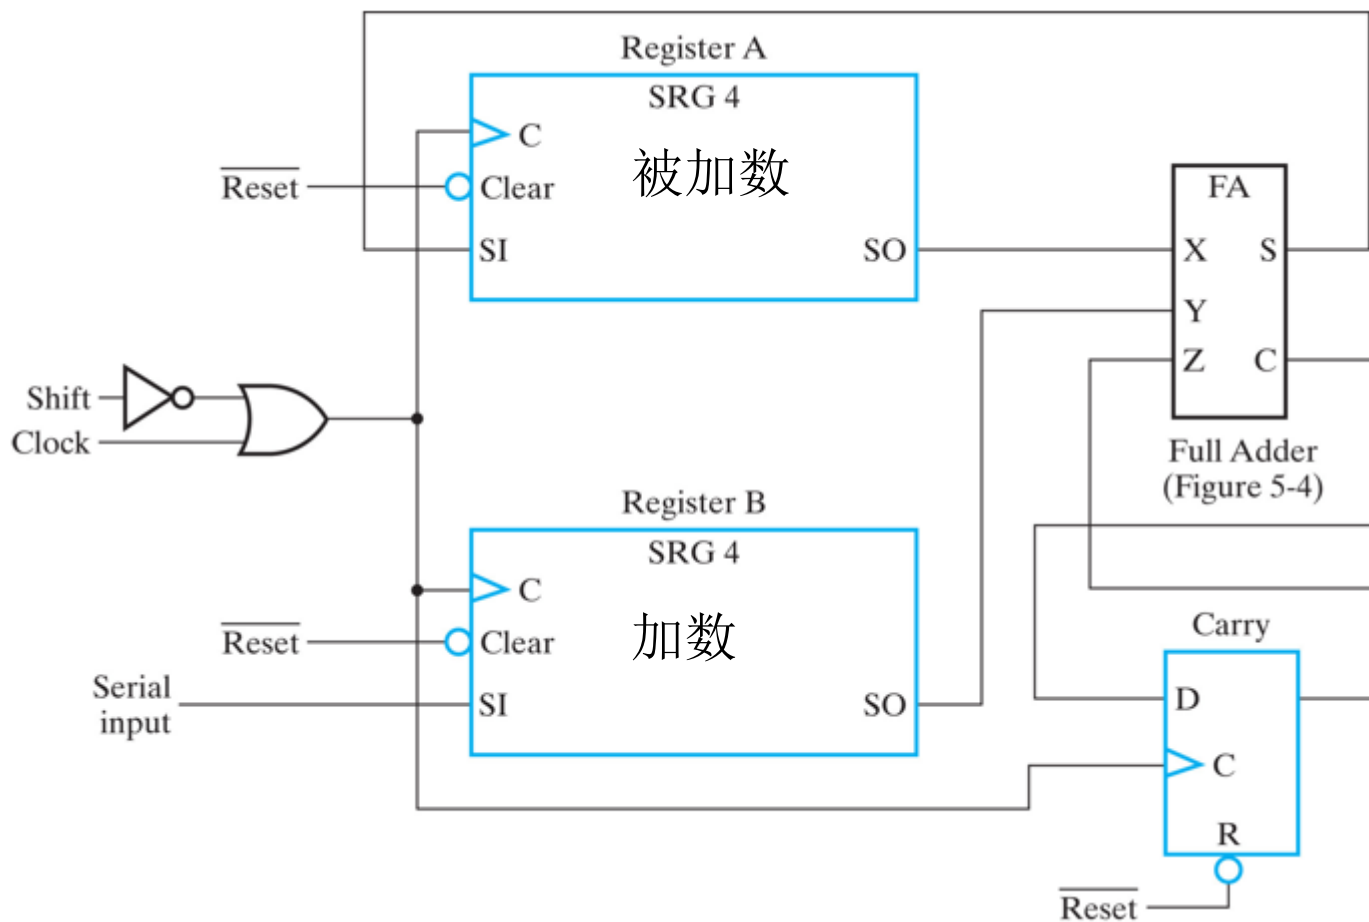 Register A
SRG 4
C
被加数
Reset
Clear
SI
SO
FA
X
S
Y
Z
C
Shift
Clock
Full Adder
(Figure 5-4)
Register B
SRG 4
C
加数
Reset
Clear
Serial
input
SI
SO
Carry
D
C
R
Reset